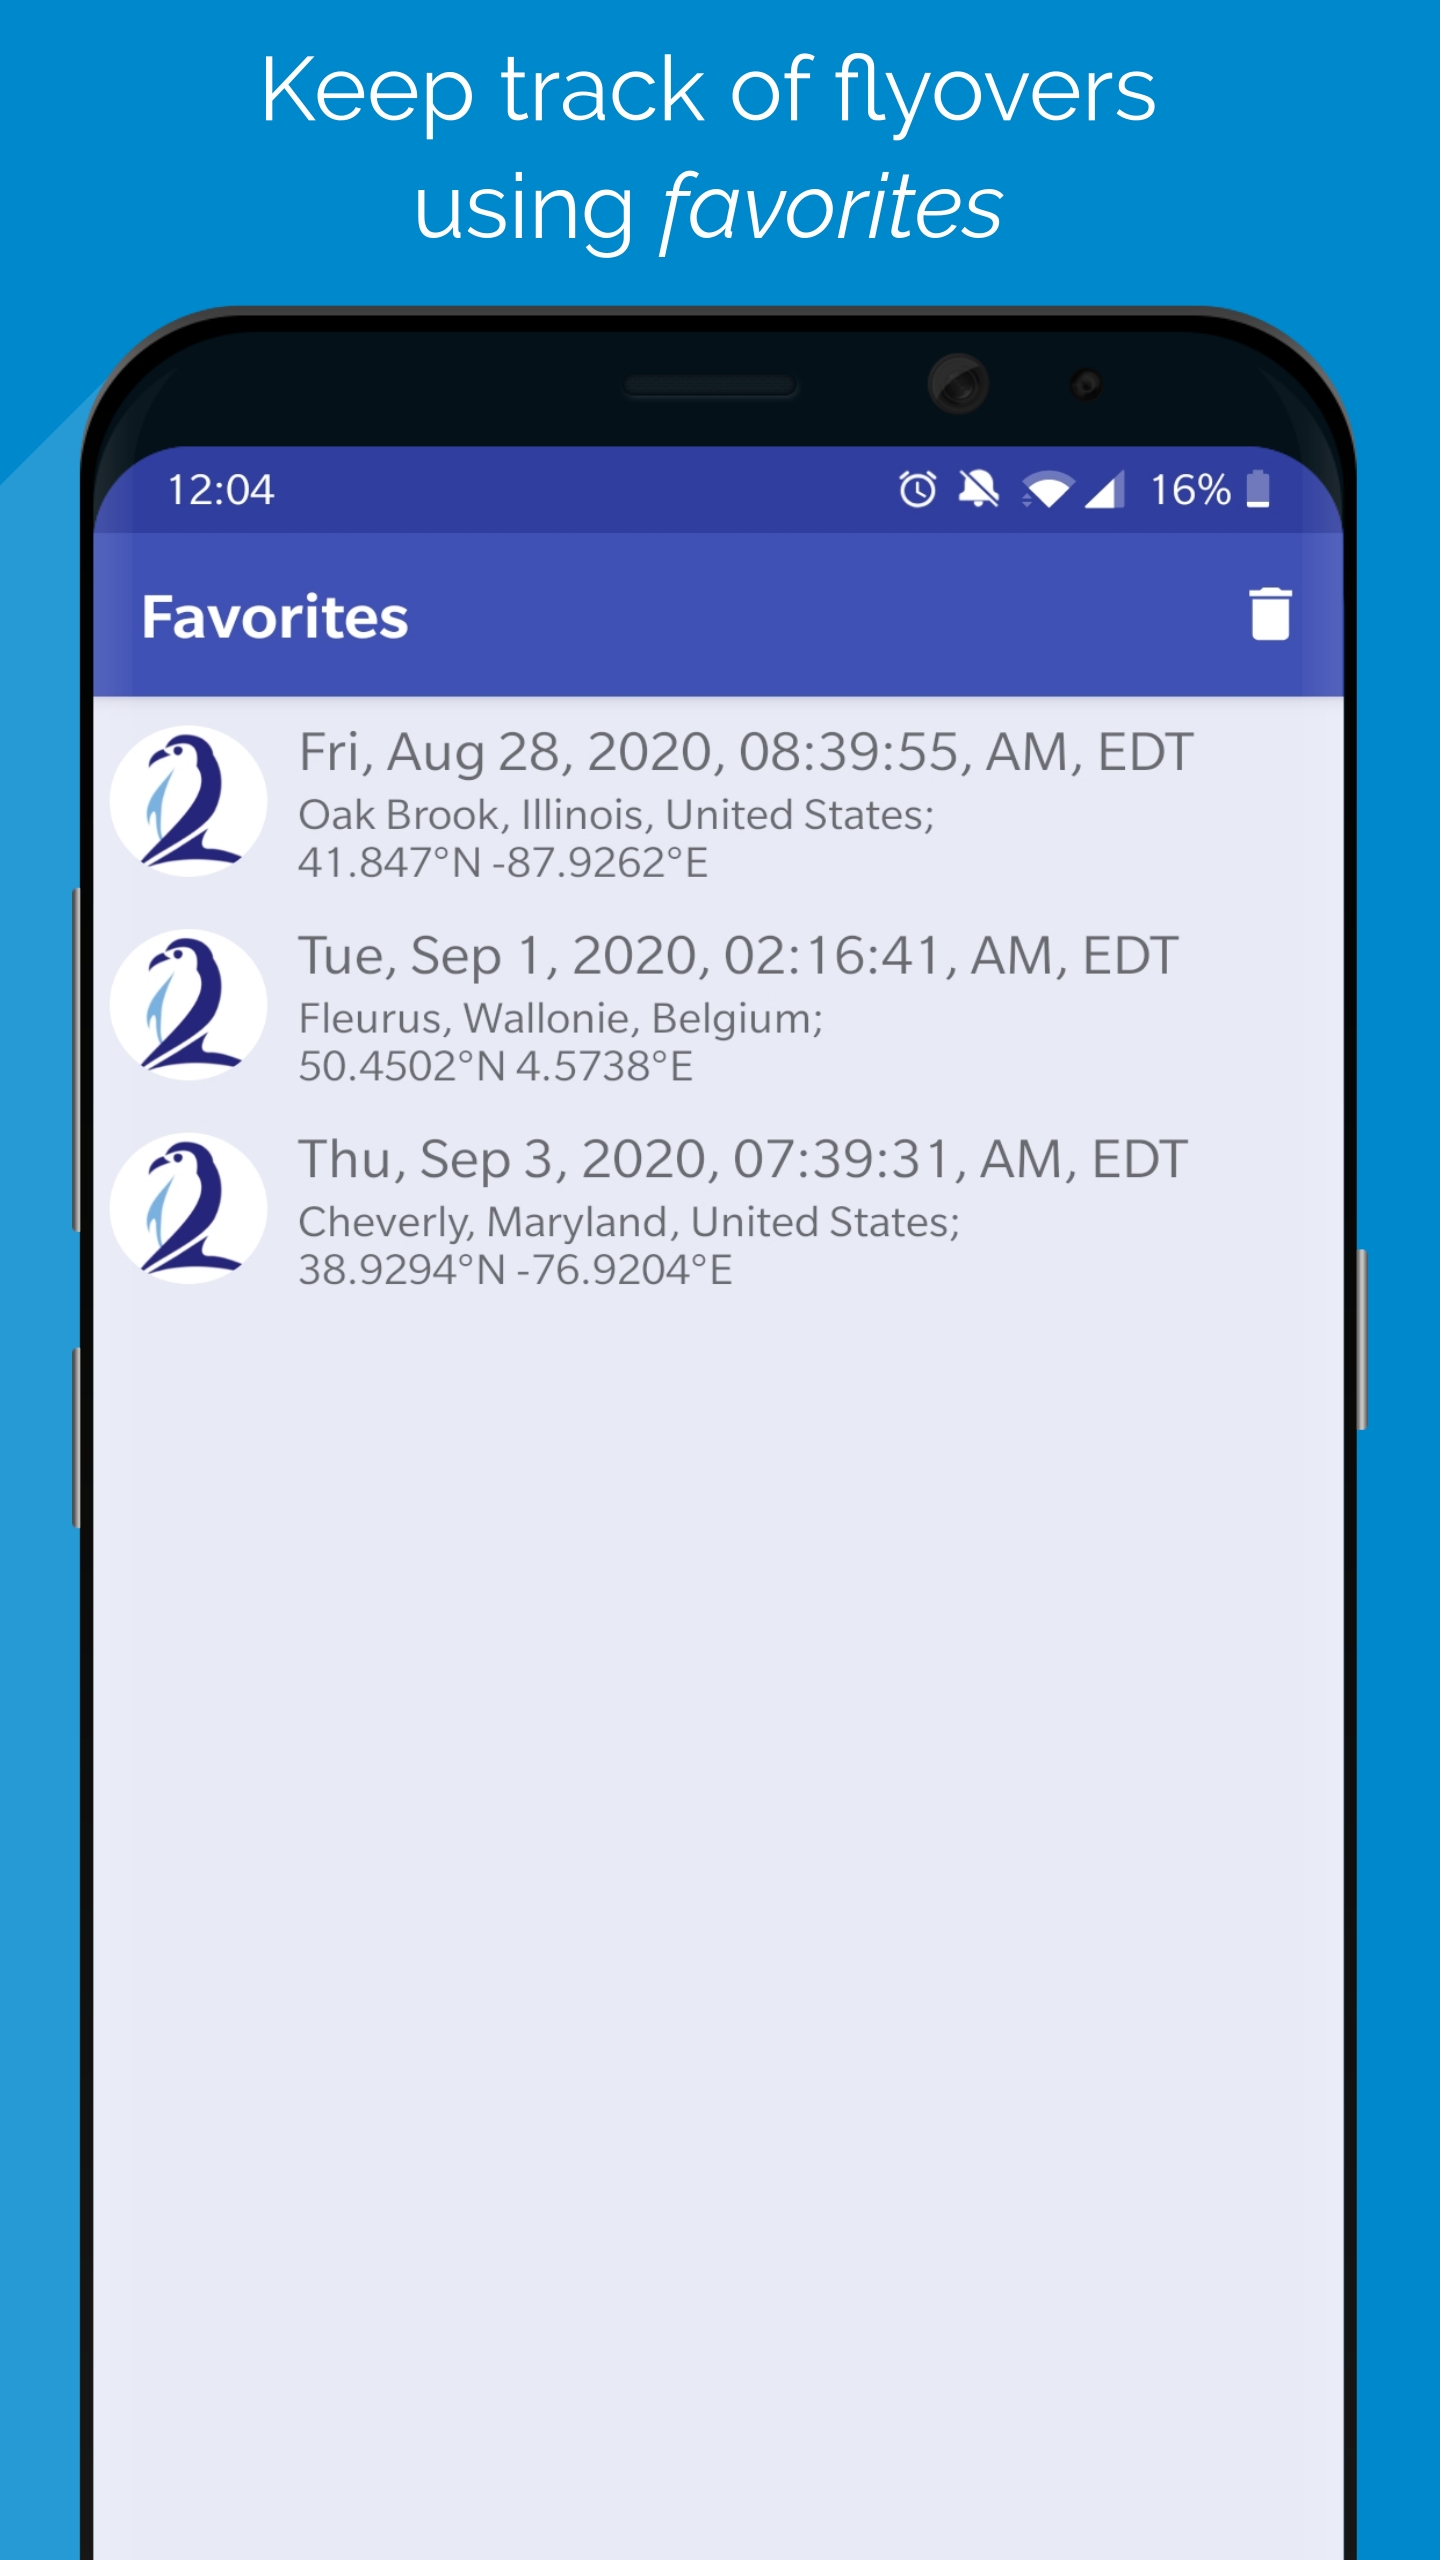 Keep track of flyovers
using favorites
12:04
16%
Favorites
Fri, Aug 28, 2020, 08:39:55, AM, EDT
Oak Brook, Illinois, United States;
41.847°N -87.9262°E
Tue, Sep 1, 2020, 02:16:41, AM, EDT
Fleurus, Wallonie, Belgium;
50.4502°N 4.5738°E
Thu, Sep 3, 2020, 07:39:31, AM, EDT
Cheverly, Maryland, United States;
38.9294°N -76.9204°E